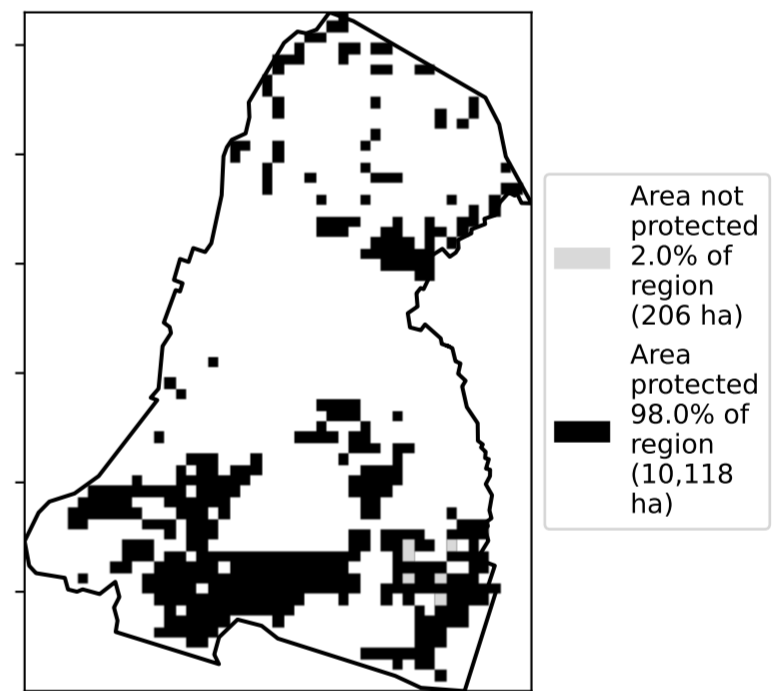 Area not
protected
2.0% of
region
(206 ha)
Area
protected
98.0% of
region
(10,118
ha)